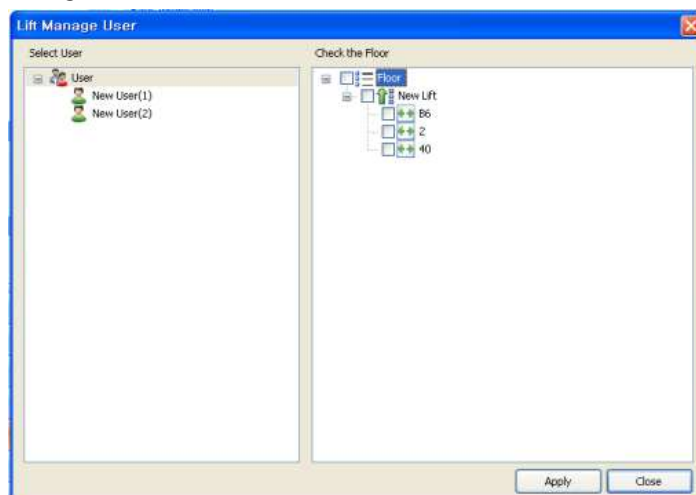 Lift Manage User
Select User
Check the Floor
User
New User(1)
New User(2)
Floor
New Lift
B6
2
40
Apply
Close